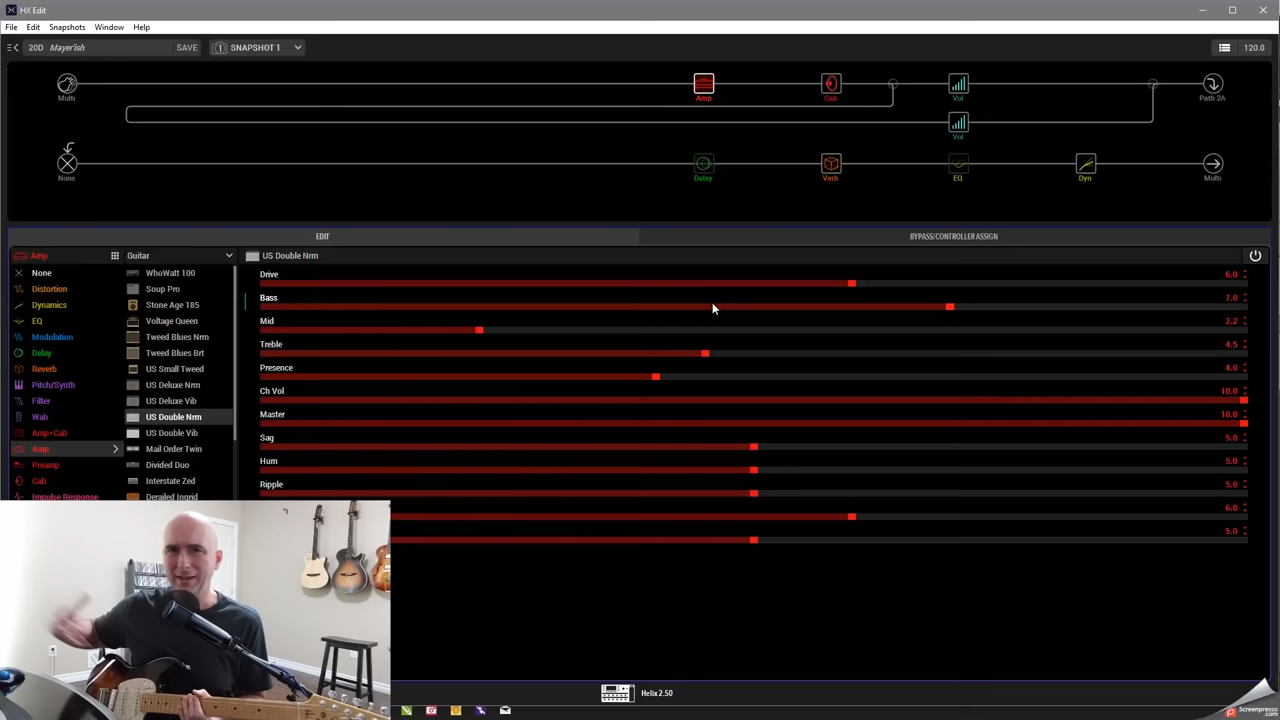 HX Edit
File Edit Snapshots Window Help
20D Mayer'ish SAVE 1 SNAPSHOT 1 120.0
Multi Amp Cab Vol Path 2A
Vol
None Delay Verb EQ Dyn Multi
EDIT BYPASS/CONTROLLER ASSIGN
Amp Guitar US Double Nrm
None WhoWatt 100 Drive 6.0
Distortion Soup Pro
Dynamics Stone Age 185 Bass 7.0
EQ Voltage Queen Mid 2.2
Modulation Tweed Blues Nrm
Delay Tweed Blues Brt Treble 4.5
Reverb US Small Tweed Presence 4.0
Pitch/Synth US Deluxe Nrm
Filter US Deluxe Vib Ch Vol 10.0
Wah US Double Nrm Master 10.0
Amp+Cab US Double Vib Sag 5.0
Amp Mail Order Twin
Preamp Divided Duo Hum 5.0
Cab Interstate Zed Ripple 5.0
Impulse Response Derailed Ingrid
6.0
5.0
Helix 2.50
Screenpresso
.com